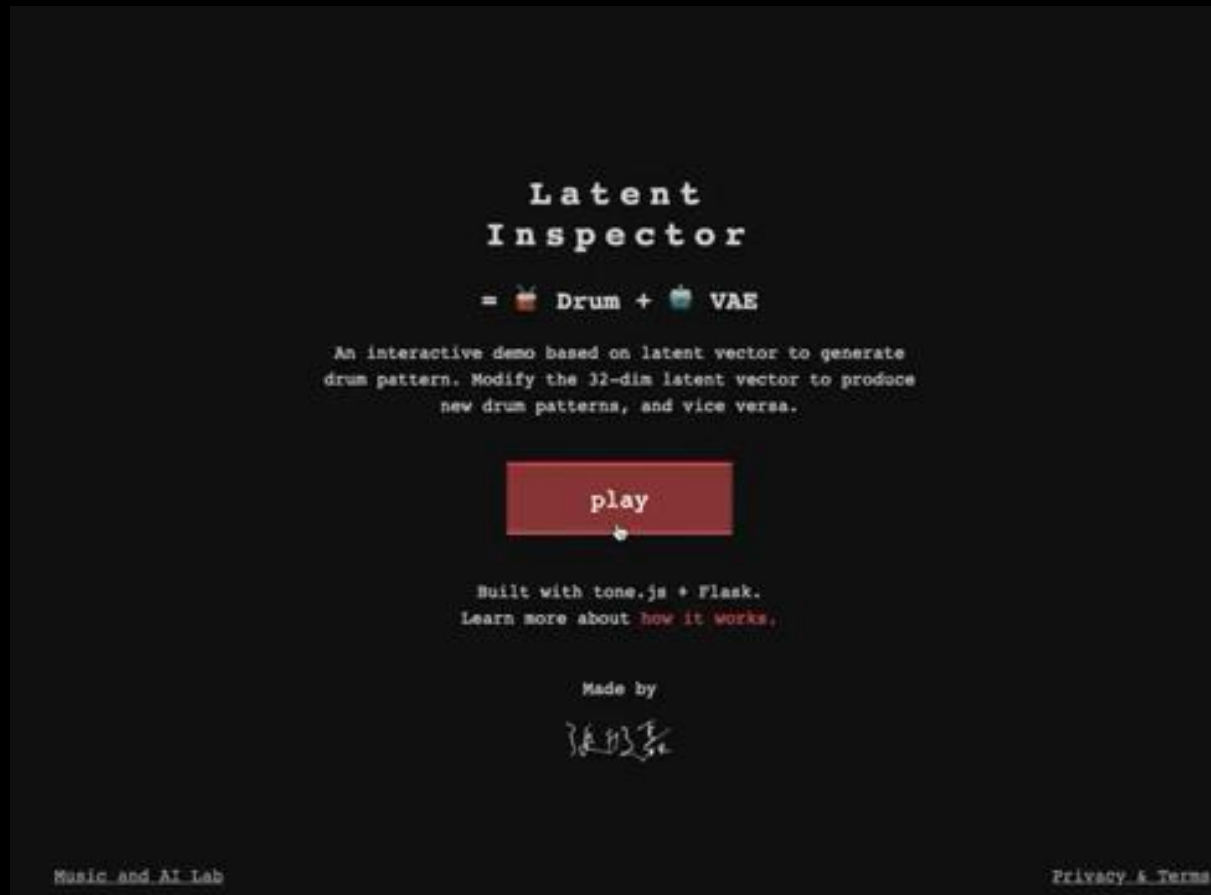 Latent
Inspector
= 🥁 Drum + VAE
An interactive demo based on latent vector to generate
drum pattern. Modify the 32-dim latent vector to produce
new drum patterns, and vice versa.
play
Built with tone.js + Flask.
Learn more about how it works.
Made by
Music and AI Lab
Privacy & Terms